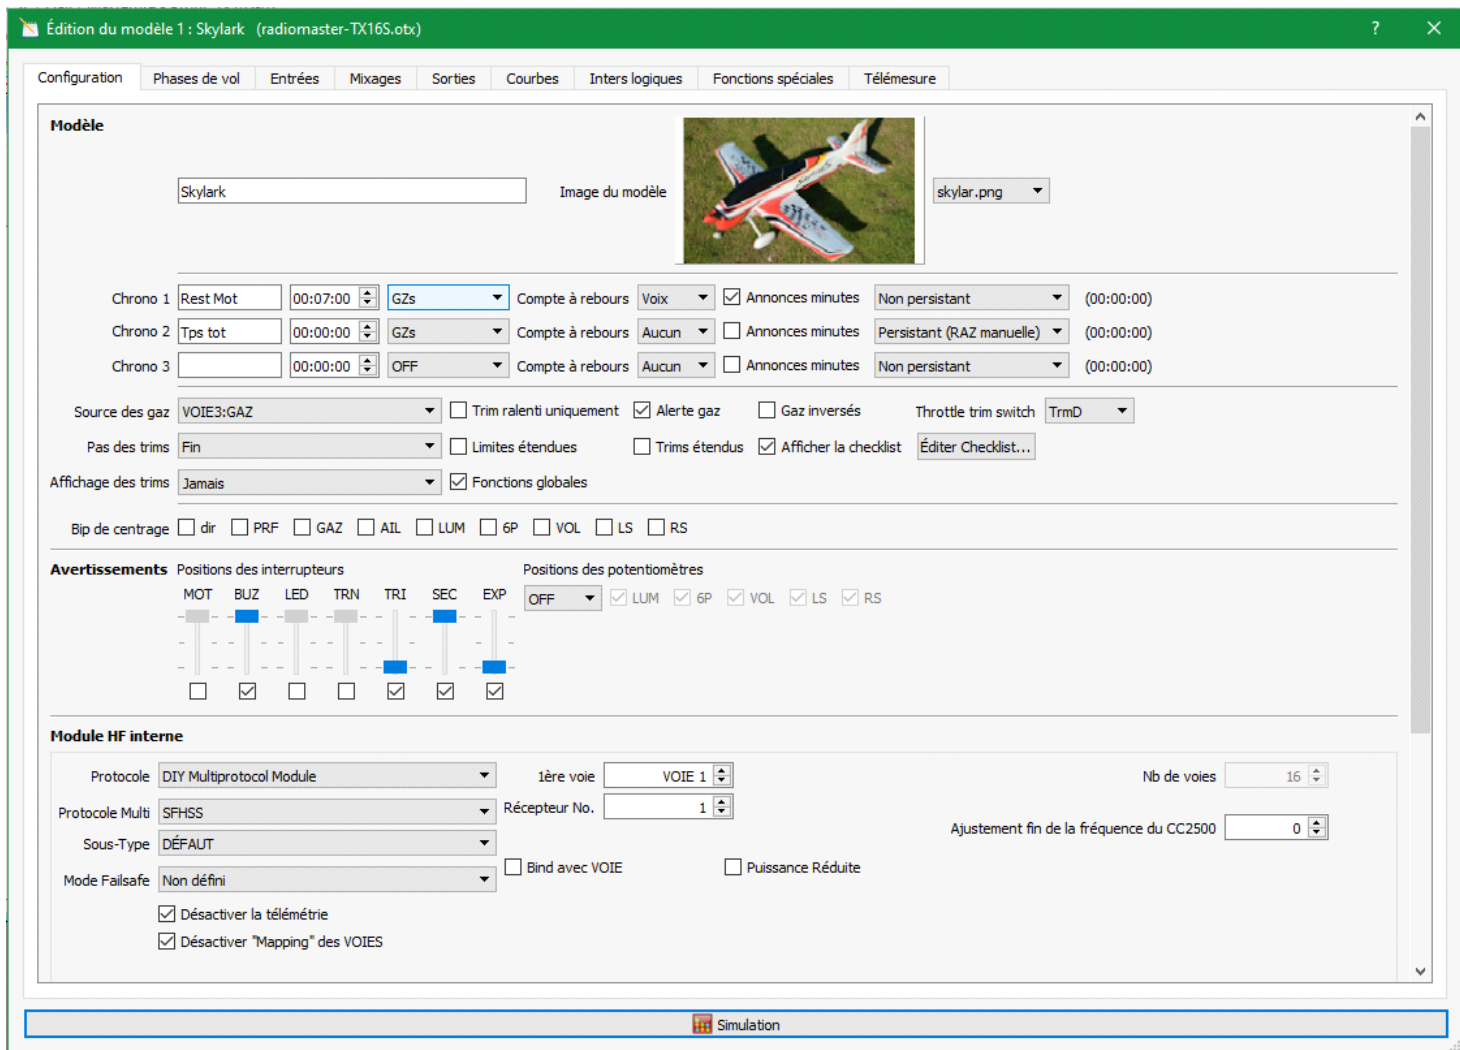 Édition du modèle 1 : Skylark (radiomaster-TX16S.otx) ?
Configuration Phases de vol Entrées Mixages Sorties Courbes Inters logiques Fonctions spéciales Télémesure
Modèle
Skylark Image du modèle skylar.png
Chrono 1 Rest Mot 00:07:00 GZs Compte à rebours Voix Annonces minutes Non persistant (00:00:00)
Chrono 2 Tps tot 00:00:00 GZs Compte à rebours Aucun Annonces minutes Persistant (RAZ manuelle) (00:00:00)
Chrono 3 00:00:00 OFF Compte à rebours Aucun Annonces minutes Non persistant (00:00:00)
Source des gaz VOIE3:GAZ Trim ralenti uniquement Alerte gaz Gaz inversés Throttle trim switch TrmD
Pas des trims Fin Limites étendues Trims étendus Afficher la checklist Éditer Checklist...
Affichage des trims Jamais Fonctions globales
Bip de centrage dir PRF GAZ AIL LUM 6P VOL LS RS
Avertissements Positions des interrupteurs Positions des potentiomètres
MOT BUZ LED TRN TRI SEC EXP OFF LUM 6P VOL LS RS
Module HF interne
Protocole DIY Multiprotocol Module 1ère voie VOIE 1 Nb de voies 16
Protocole Multi SFHSS Récepteur No. 1
Sous-Type DÉFAUT Ajustement fin de la fréquence du CC2500 0
Mode Failsafe Non défini Bind avec VOIE Puissance Réduite
Désactiver la télémétrie
Désactiver "Mapping" des VOIES
Simulation